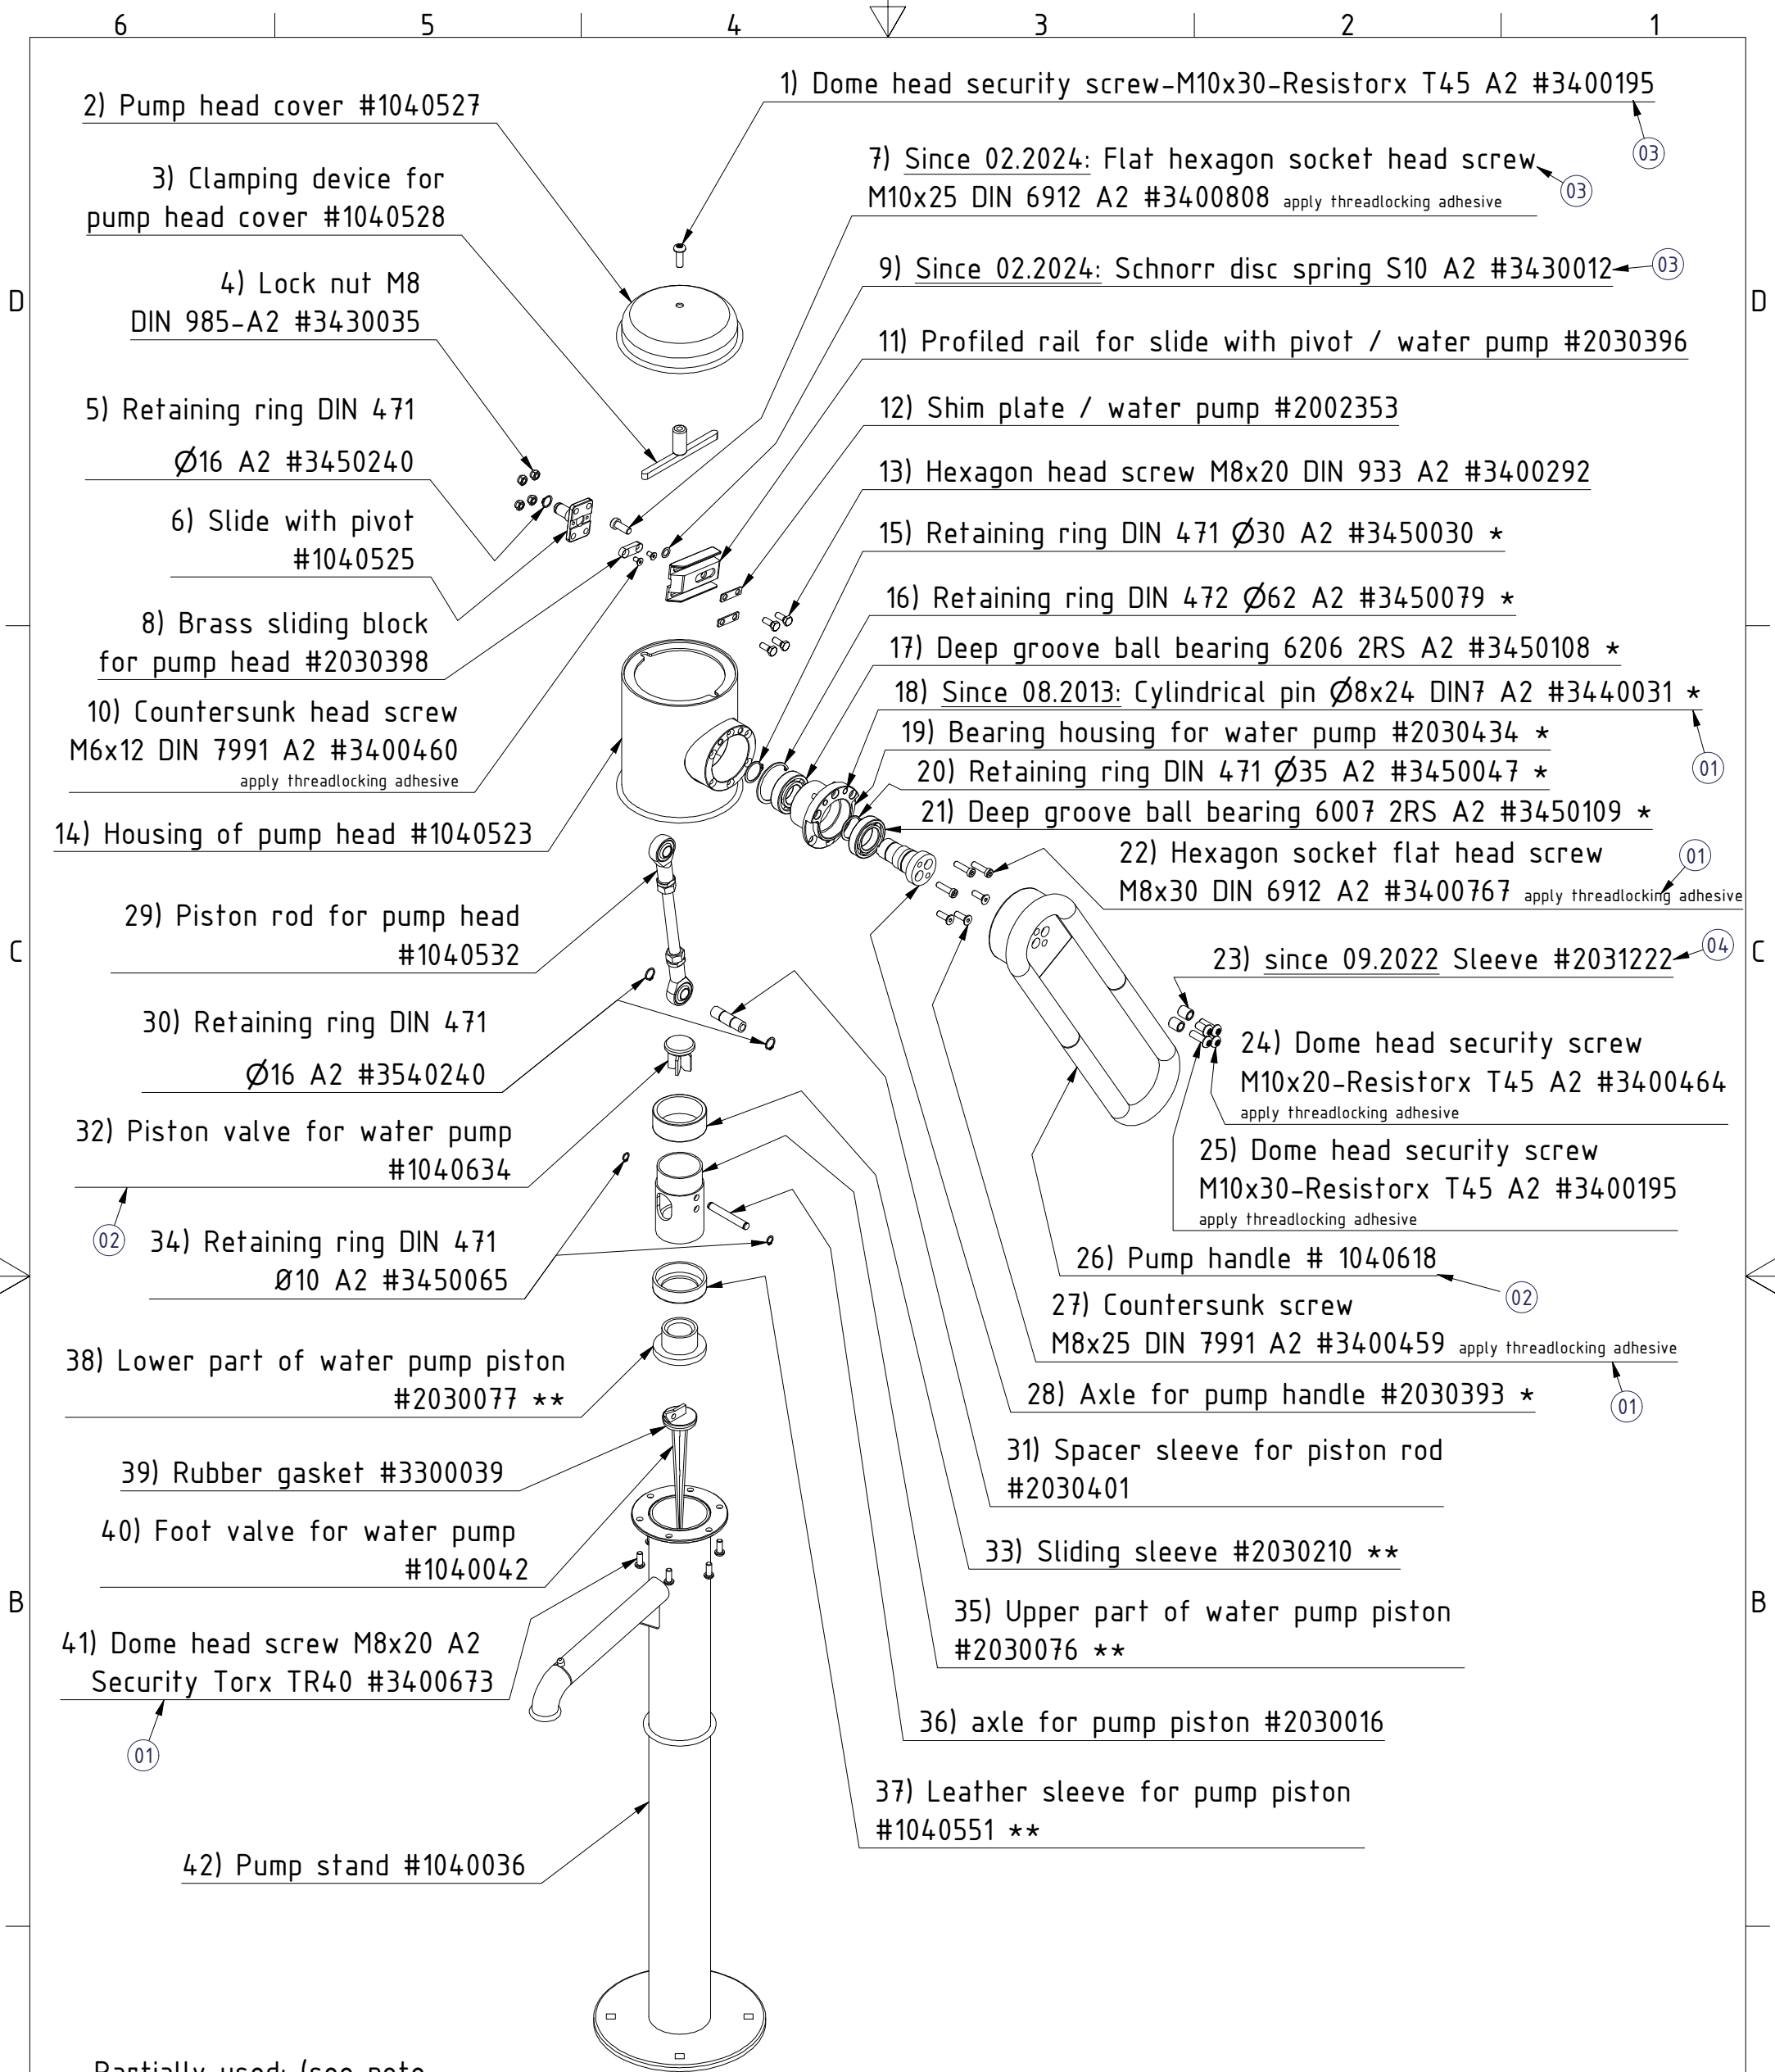 6 5 4 3 2 1
1) Dome head security screw-M10x30-Resistorx T45 A2 #3400195
03
2) Pump head cover #1040527
7) Since 02.2024: Flat hexagon socket head screw
M10x25 DIN 6912 A2 #3400808 apply threadlocking adhesive
03
3) Clamping device for
pump head cover #1040528
9) Since 02.2024: Schnorr disc spring S10 A2 #3430012
03
4) Lock nut M8
DIN 985-A2 #3430035
D
D
11) Profiled rail for slide with pivot / water pump #2030396
5) Retaining ring DIN 471
Ø16 A2 #3450240
12) Shim plate / water pump #2002353
13) Hexagon head screw M8x20 DIN 933 A2 #3400292
6) Slide with pivot
#1040525
15) Retaining ring DIN 471 Ø30 A2 #3450030 *
16) Retaining ring DIN 472 Ø62 A2 #3450079 *
8) Brass sliding block
for pump head #2030398
17) Deep groove ball bearing 6206 2RS A2 #3450108 *
18) Since 08.2013: Cylindrical pin Ø8x24 DIN7 A2 #3440031 *
01
10) Countersunk head screw
M6x12 DIN 7991 A2 #3400460
apply threadlocking adhesive
19) Bearing housing for water pump #2030434 *
20) Retaining ring DIN 471 Ø35 A2 #3450047 *
21) Deep groove ball bearing 6007 2RS A2 #3450109 *
14) Housing of pump head #1040523
22) Hexagon socket flat head screw
M8x30 DIN 6912 A2 #3400767 apply threadlocking adhesive
01
29) Piston rod for pump head
#1040532
C
C
23) since 09.2022 Sleeve #2031222
04
30) Retaining ring DIN 471
Ø16 A2 #3540240
24) Dome head security screw
M10x20-Resistorx T45 A2 #3400464
apply threadlocking adhesive
32) Piston valve for water pump
#1040634
02
25) Dome head security screw
M10x30-Resistorx T45 A2 #3400195
apply threadlocking adhesive
34) Retaining ring DIN 471
Ø10 A2 #3450065
26) Pump handle # 1040618
02
27) Countersunk screw
M8x25 DIN 7991 A2 #3400459 apply threadlocking adhesive
01
38) Lower part of water pump piston
#2030077 **
28) Axle for pump handle #2030393 *
39) Rubber gasket #3300039
31) Spacer sleeve for piston rod
#2030401
40) Foot valve for water pump
#1040042
33) Sliding sleeve #2030210 **
B
B
35) Upper part of water pump piston
#2030076 **
41) Dome head screw M8x20 A2
Security Torx TR40 #3400673
01
36) axle for pump piston #2030016
37) Leather sleeve for pump piston
#1040551 **
42) Pump stand #1040036
Partially used: (see note